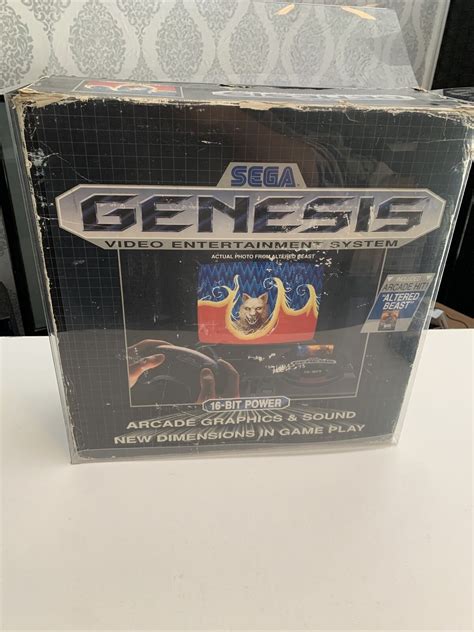 SEGA
GENESIS
VIDEO ENTERTAINMENT SYSTEM
ACTUAL PHOTO FROM ALTERED BEAST
ARCADE HIT!
"ALTERED
BEAST"
16-BIT POWER
ARCADE GRAPHICS & SOUND
NEW DIMENSIONS IN GAME PLAY